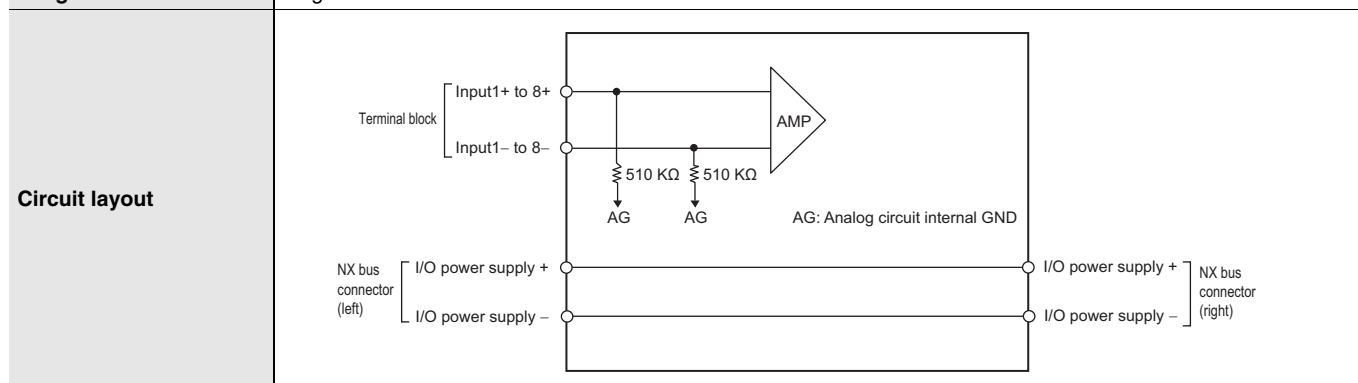 Circuit layout
Input1+ to 8+
Terminal block
AMP
Input1− to 8−
510 KΩ 510 KΩ
AG AG AG: Analog circuit internal GND
NX bus
connector
(left)
I/O power supply +
I/O power supply −
I/O power supply +
I/O power supply −
NX bus
connector
(right)